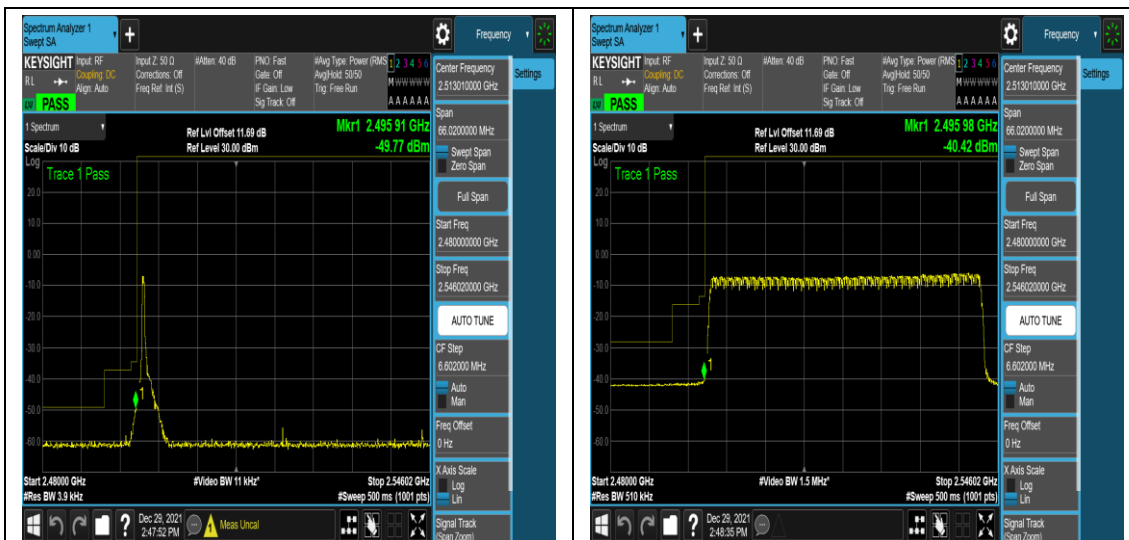 Spectrum Analyzer 1
Swept SA
+
Frequency
KEYSIGHT Input: RF
RL
Coupling: DC
Align: Auto
Input Z: 50 Ω
Corrections: Off
Freq Ref: Int (S)
#Atten: 40 dB
PNO: Fast
Gate: Off
IF Gain: Low
Sig Track: Off
#Avg Type: Power (RMS
Avg|Hold: 50/50
Trig: Free Run
1 2 3 4 5 6
M W W W W W
A A A A A A
LV PASS
1 Spectrum
Scale/Div 10 dB
Ref Lvl Offset 11.69 dB
Ref Level 30.00 dBm
Mkr1 2.495 91 GHz
-49.77 dBm
Log
Trace 1 Pass
20.0
10.0
0.00
-10.0
-20.0
-30.0
-40.0
-50.0
-60.0
1
Start 2.48000 GHz
#Res BW 3.9 kHz
#Video BW 11 kHz*
Stop 2.54602 GHz
#Sweep 500 ms (1001 pts)
Center Frequency
2.513010000 GHz
Settings
Span
66.0200000 MHz
Swept Span
Zero Span
Full Span
Start Freq
2.480000000 GHz
Stop Freq
2.546020000 GHz
AUTO TUNE
CF Step
6.602000 MHz
Auto
Man
Freq Offset
0 Hz
X Axis Scale
Log
Lin
Signal Track
(Span Zoom)
?
Dec 29, 2021
2:47:52 PM
Meas Uncal
Spectrum Analyzer 1
Swept SA
+
Frequency
KEYSIGHT Input: RF
RL
Coupling: DC
Align: Auto
Input Z: 50 Ω
Corrections: Off
Freq Ref: Int (S)
#Atten: 40 dB
PNO: Fast
Gate: Off
IF Gain: Low
Sig Track: Off
#Avg Type: Power (RMS
Avg|Hold: 50/50
Trig: Free Run
1 2 3 4 5 6
M W W W W W
A A A A A A
LV PASS
1 Spectrum
Scale/Div 10 dB
Ref Lvl Offset 11.69 dB
Ref Level 30.00 dBm
Mkr1 2.495 98 GHz
-40.42 dBm
Log
Trace 1 Pass
20.0
10.0
0.00
-10.0
-20.0
-30.0
-40.0
-50.0
-60.0
1
Start 2.48000 GHz
#Res BW 510 kHz
#Video BW 1.5 MHz*
Stop 2.54602 GHz
#Sweep 500 ms (1001 pts)
Center Frequency
2.513010000 GHz
Settings
Span
66.0200000 MHz
Swept Span
Zero Span
Full Span
Start Freq
2.480000000 GHz
Stop Freq
2.546020000 GHz
AUTO TUNE
CF Step
6.602000 MHz
Auto
Man
Freq Offset
0 Hz
X Axis Scale
Log
Lin
Signal Track
(Span Zoom)
?
Dec 29, 2021
2:48:35 PM